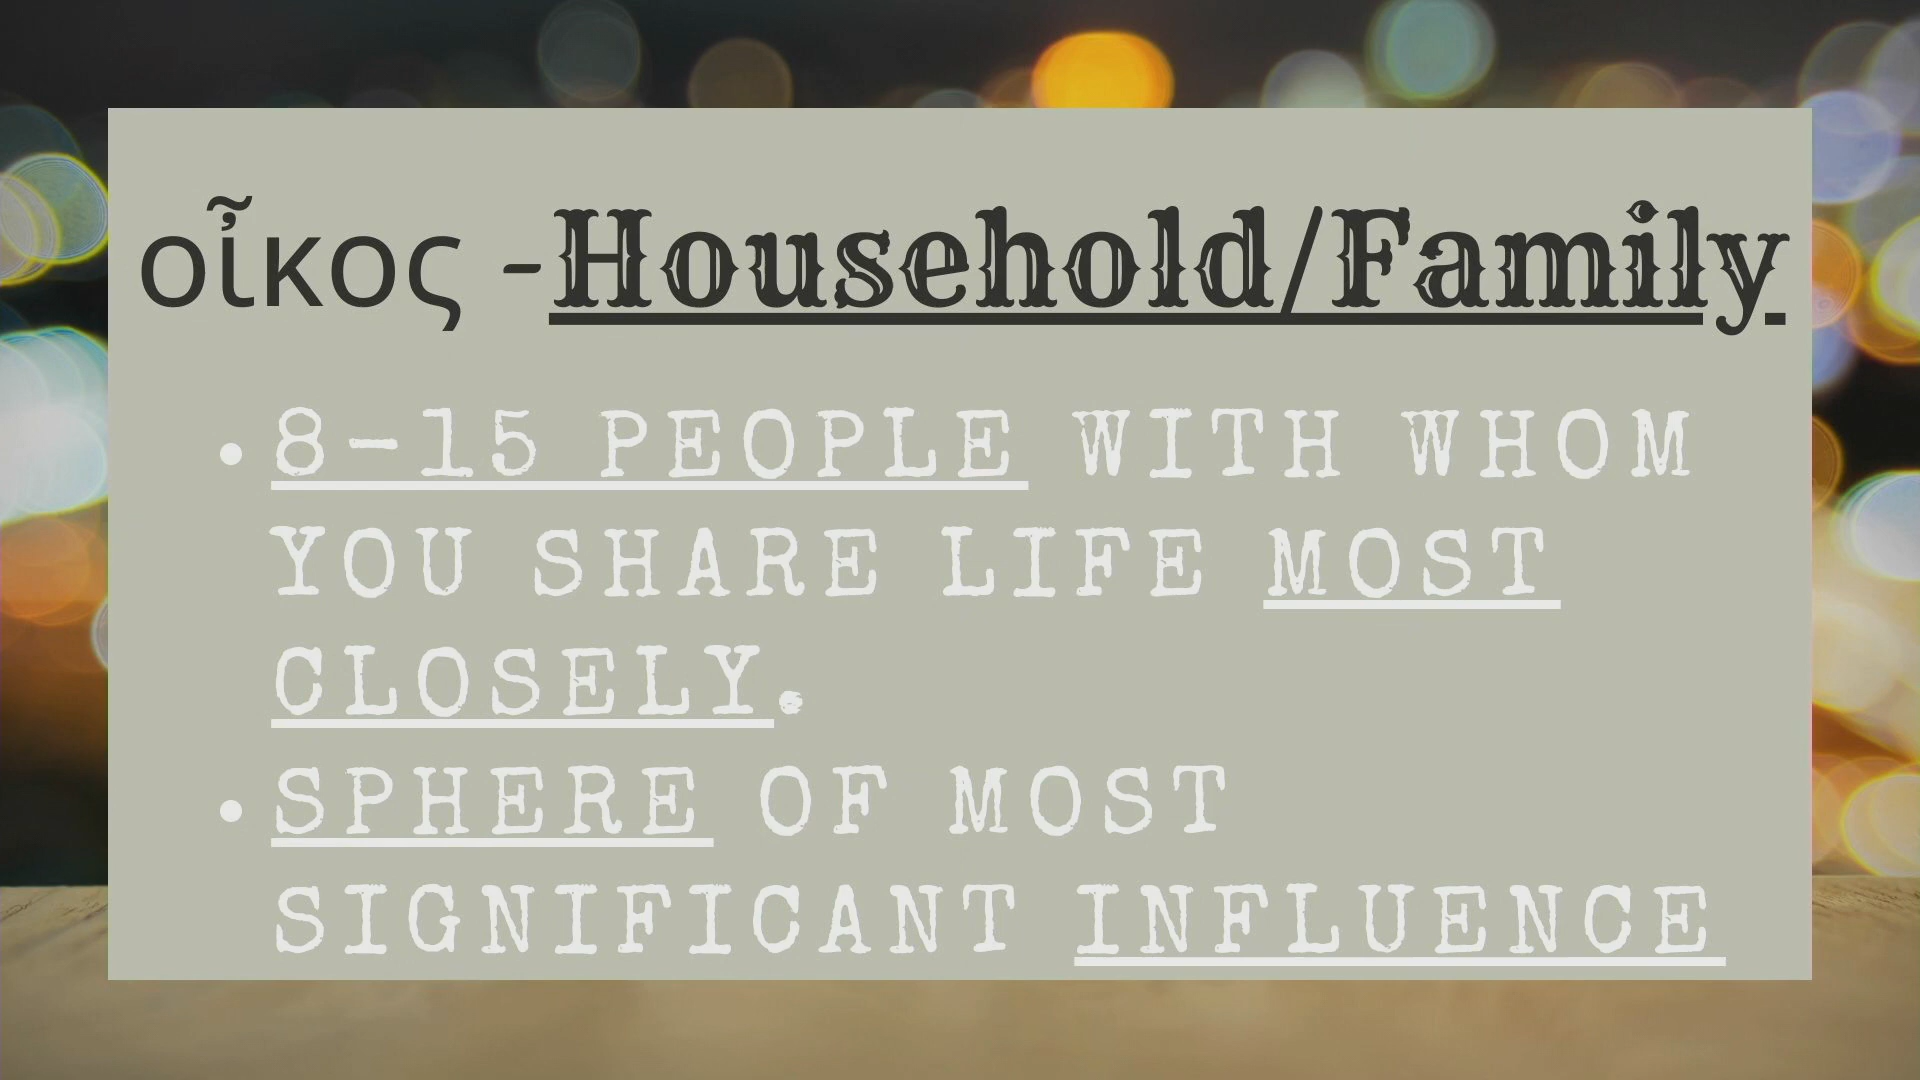 οἶκος -Household/Family
• 8-15 PEOPLE WITH WHOM
YOU SHARE LIFE MOST
CLOSELY.
• SPHERE OF MOST
SIGNIFICANT INFLUENCE